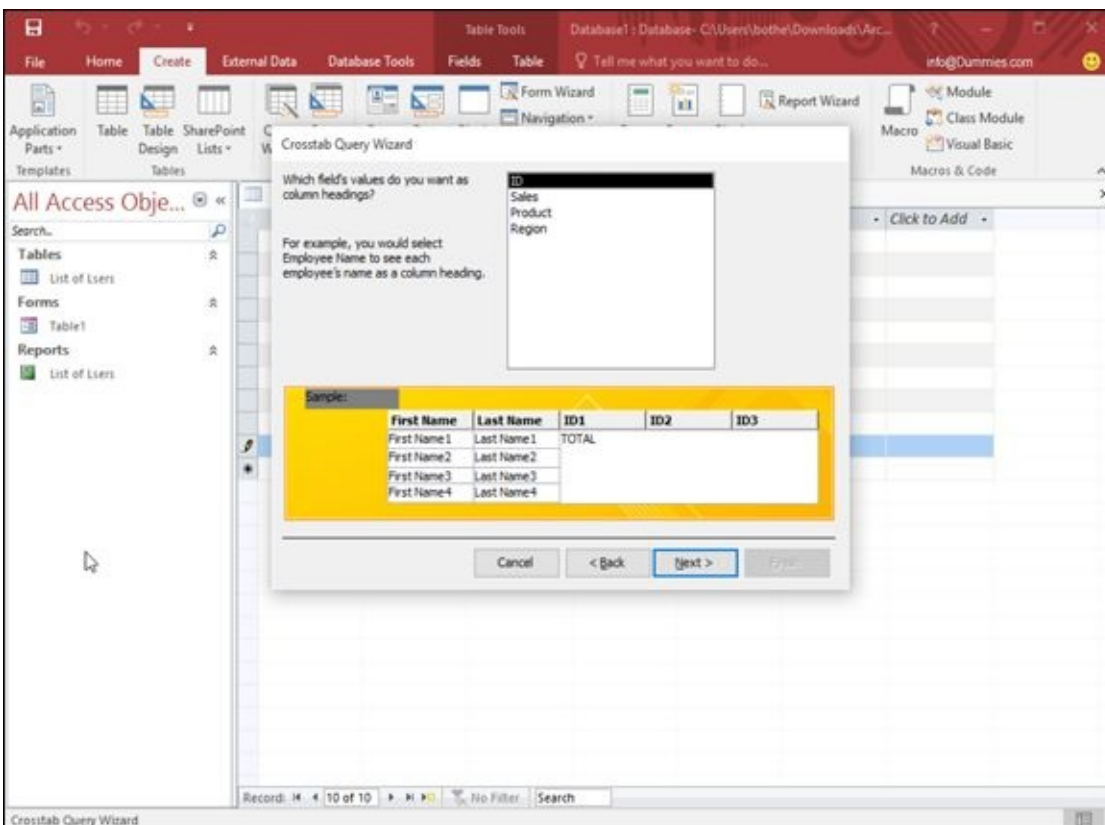 Table Tools
Database1 : Database- C:\Users\bothe\Downloads\Arc...
?
File
Home
Create
External Data
Database Tools
Fields
Table
Tell me what you want to do...
info@Dummies.com
Application
Parts
Table
Table
Design
SharePoint
Lists
Form Wizard
Navigation
Report Wizard
Macro
Module
Class Module
Visual Basic
Templates
Tables
Macros & Code
All Access Obje...
Search...
Tables
List of Lsers
Forms
Table1
Reports
List of Lsers
Click to Add
Crosstab Query Wizard
Which field's values do you want as
column headings?
For example, you would select
Employee Name to see each
employee's name as a column heading.
ID
Sales
Product
Region
Sample:
First Name Last Name ID1 ID2 ID3
First Name1 Last Name1 TOTAL
First Name2 Last Name2
First Name3 Last Name3
First Name4 Last Name4
Cancel
< Back
Next >
Record: 10 of 10 No Filter Search
Crosstab Query Wizard